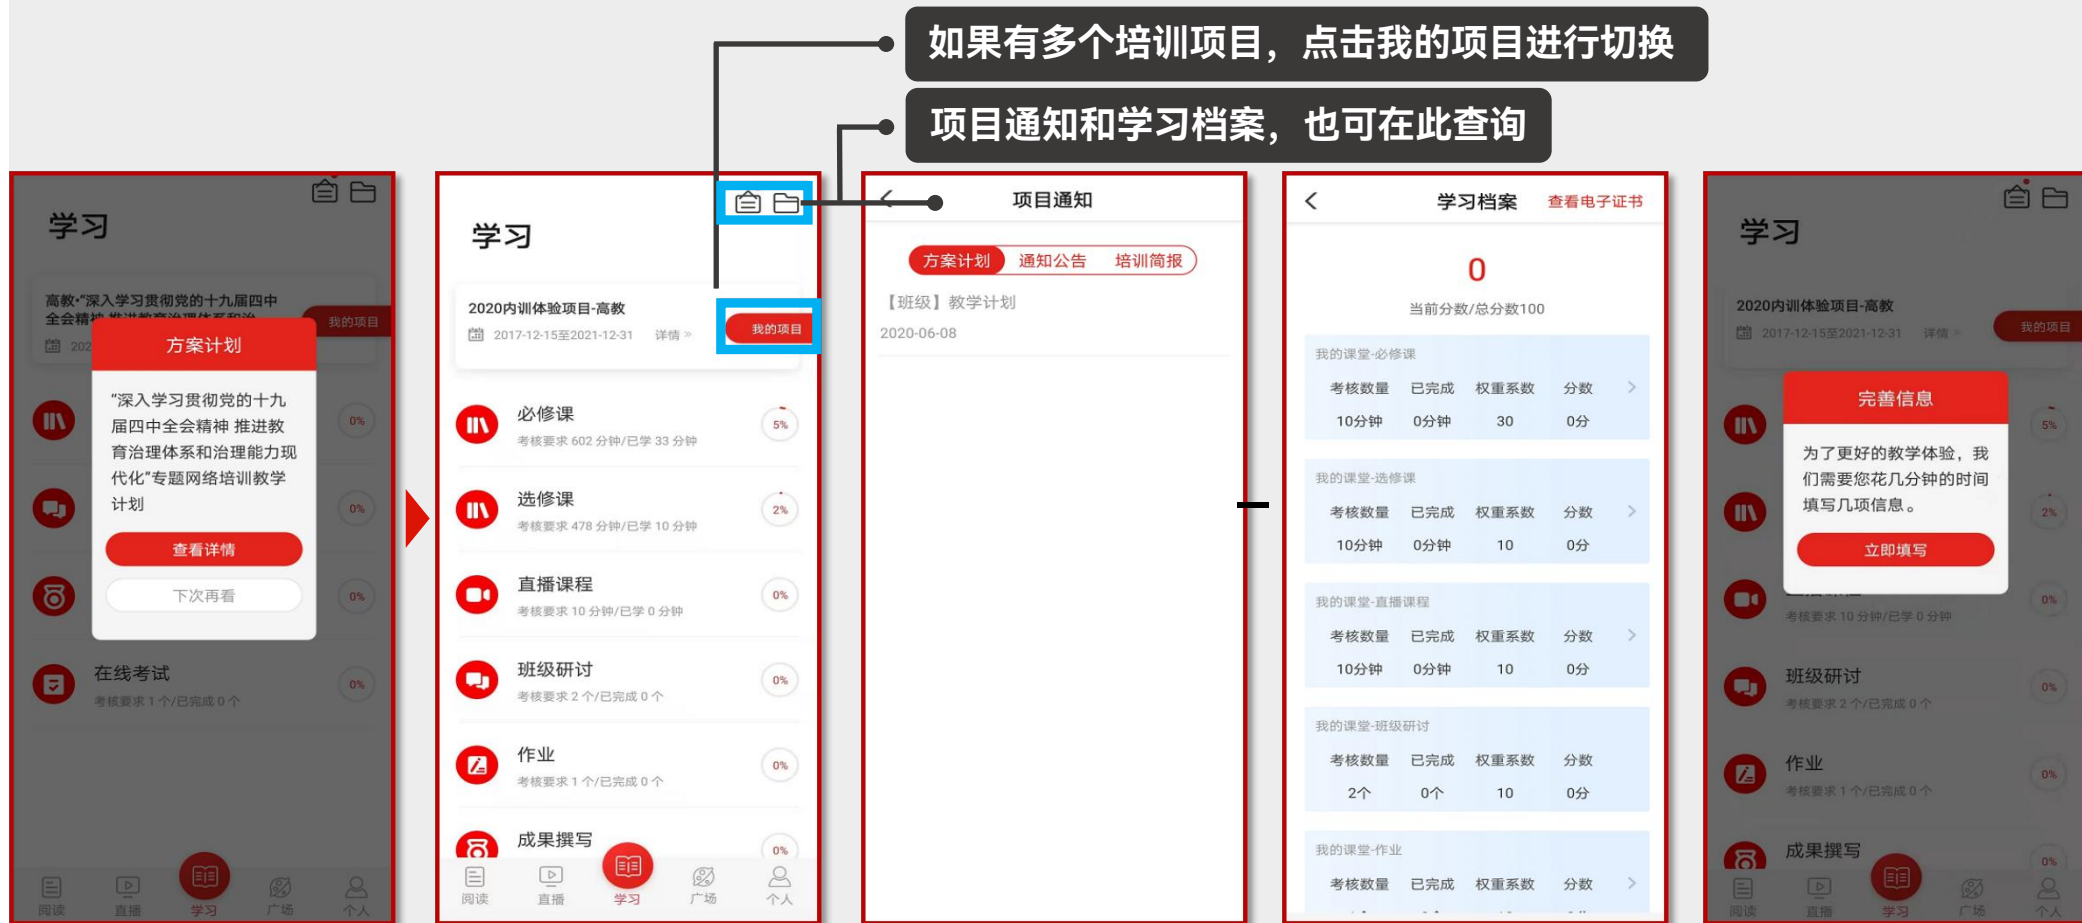 如果有多个培训项目，点击我的项目进行切换
项目通知和学习档案，也可在此查询
学习
高教·“深入学习贯彻党的十九届四中
我的项目
方案计划
“深入学习贯彻党的十九
届四中全会精神 推进教
育治理体系和治理能力现
代化”专题网络培训教学
计划
查看详情
下次再看
0%
0%
0%
在线考试
考核要求 1 个/已完成 0 个
0%
阅读
直播
学习
广场
个人
学习
2020内训体验项目-高教
2017-12-15至2021-12-31 详情 »
我的项目
必修课
考核要求 602 分钟/已学 33 分钟
5%
选修课
考核要求 478 分钟/已学 10 分钟
2%
直播课程
考核要求 10 分钟/已学 0 分钟
0%
班级研讨
考核要求 2 个/已完成 0 个
0%
作业
考核要求 1 个/已完成 0 个
0%
成果撰写
0%
阅读
直播
学习
广场
个人
项目通知
方案计划 通知公告 培训简报
【班级】教学计划
2020-06-08
学习档案 查看电子证书
0
当前分数/总分数100
我的课堂-必修课
考核数量 已完成 权重系数 分数
10分钟 0分钟 30 0分
我的课堂-选修课
考核数量 已完成 权重系数 分数
10分钟 0分钟 10 0分
我的课堂-直播课程
考核数量 已完成 权重系数 分数
10分钟 0分钟 10 0分
我的课堂-班级研讨
考核数量 已完成 权重系数 分数
2个 0个 10 0分
我的课堂-作业
考核数量 已完成 权重系数 分数
学习
2020内训体验项目-高教
2017-12-15至2021-12-31 详情 »
我的项目
完善信息
为了更好的教学体验，我
们需要您花几分钟的时间
填写几项信息。
立即填写
5%
2%
考核要求 10 分钟/已学 0 分钟
0%
班级研讨
考核要求 2 个/已完成 0 个
0%
作业
考核要求 1 个/已完成 0 个
0%
成果撰写
0%
阅读
直播
学习
广场
个人